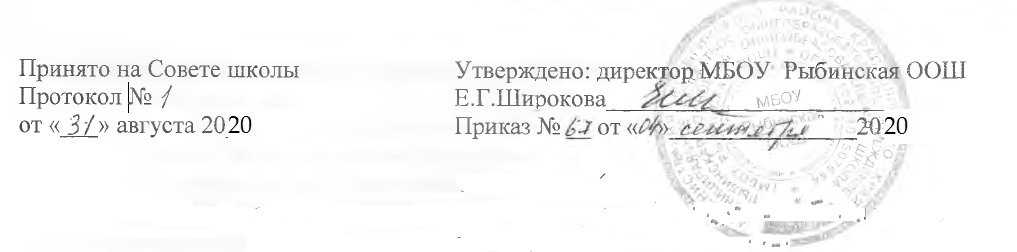 Принято на Совете школы
Протокол № 1
от «31» августа 2020
Утверждено: директор МБОУ Рыбинская ООШ
Е.Г.Широкова
Приказ № от «01» сентября 2020
МБОУ